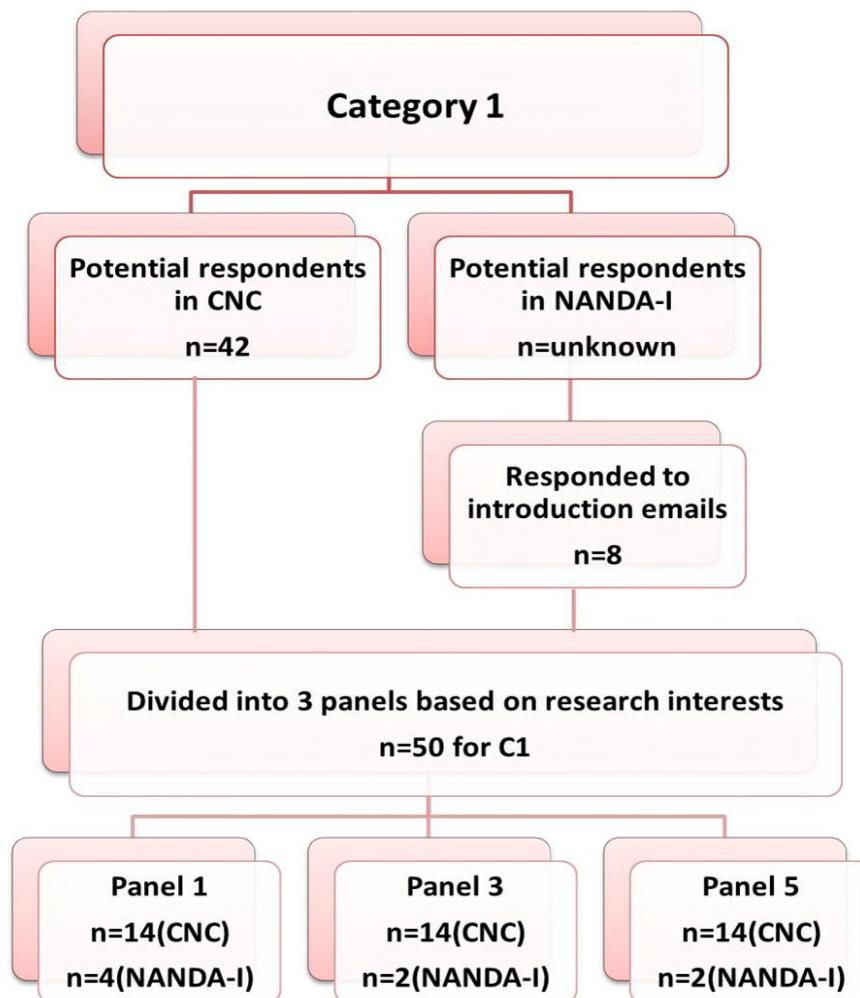 Category 1
Potential respondents
in CNC
n=42
Potential respondents
in NANDA-I
n=unknown
Responded to
introduction emails
n=8
Divided into 3 panels based on research interests
n=50 for C1
Panel 1
n=14(CNC)
n=4(NANDA-I)
Panel 3
n=14(CNC)
n=2(NANDA-I)
Panel 5
n=14(CNC)
n=2(NANDA-I)